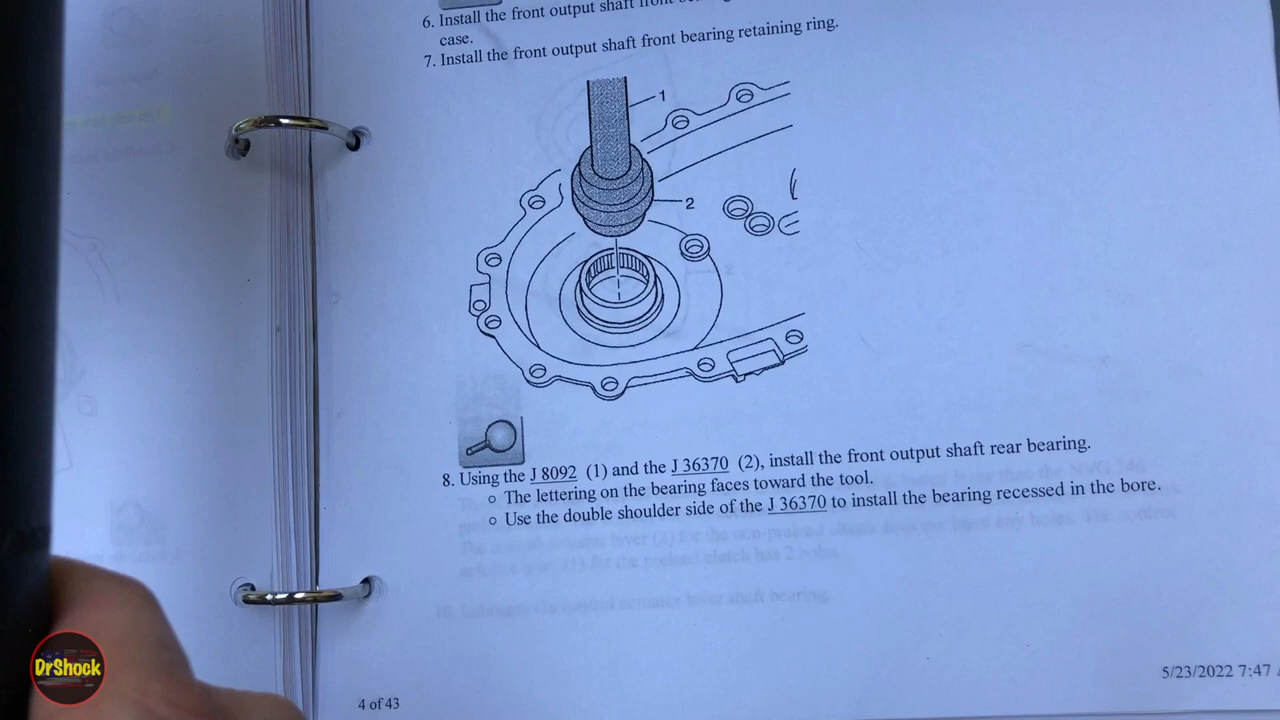 6. Install the front output shaft front
case.
7. Install the front output shaft front bearing retaining ring.
1
2
8. Using the J 8092 (1) and the J 36370 (2), install the front output shaft rear bearing.
o The lettering on the bearing faces toward the tool.
o Use the double shoulder side of the J 36370 to install the bearing recessed in the bore.
4 of 43
5/23/2022 7:47
DrShock